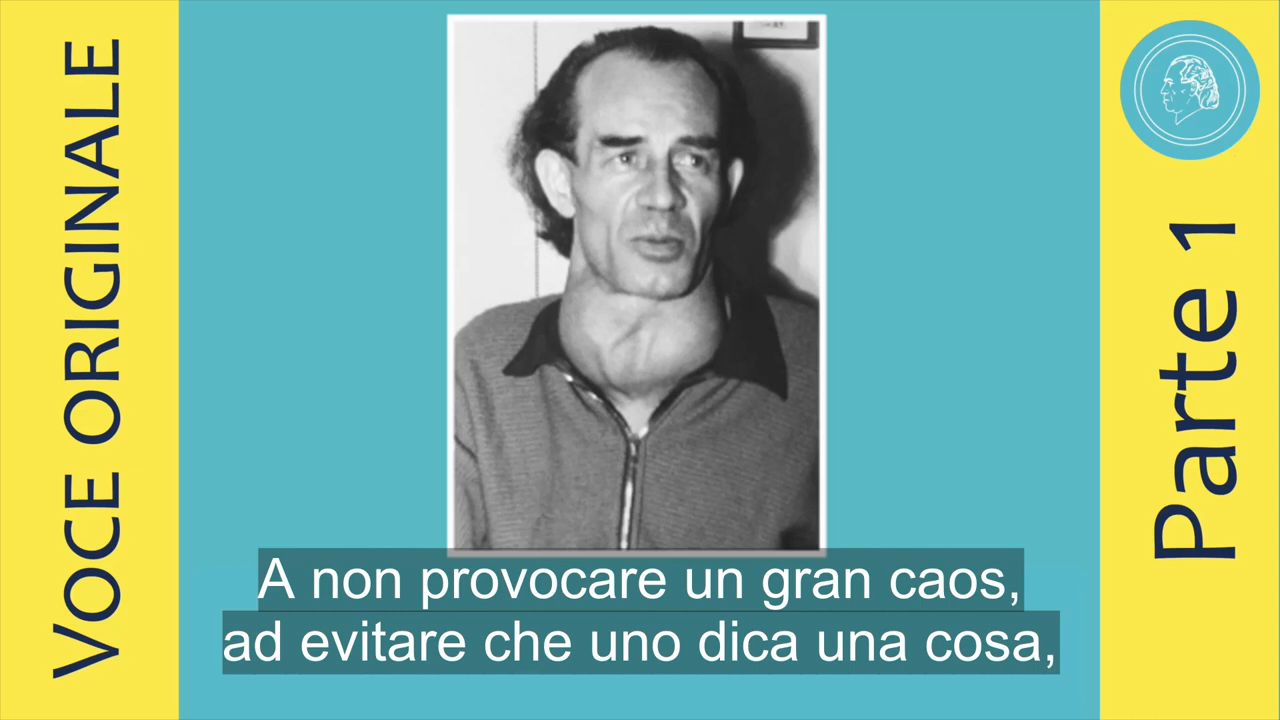 VOCE ORIGINALE
Parte 1
A non provocare un gran caos,
ad evitare che uno dica una cosa,